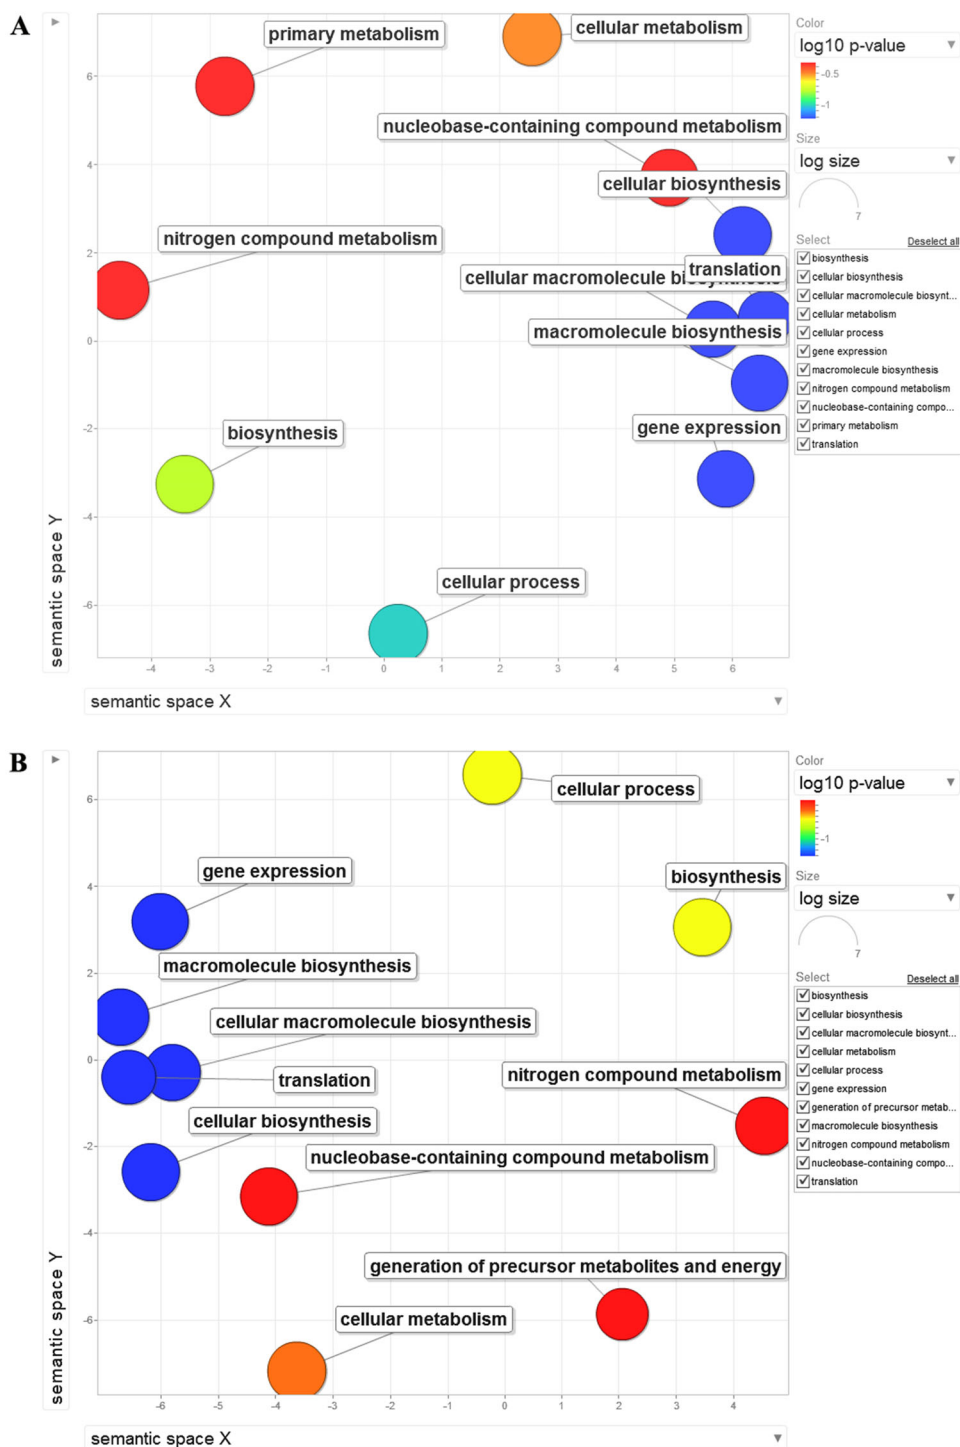 A
primary metabolism
cellular metabolism
nucleobase-containing compound metabolism
cellular biosynthesis
nitrogen compound metabolism
translation
cellular macromolecule biosynthesis
macromolecule biosynthesis
biosynthesis
gene expression
cellular process
6
4
2
0
-2
-4
-6
semantic space Y
-4 -3 -2 -1 0 1 2 3 4 5 6
semantic space X
Color
log10 p-value
-0.5
-1
Size
log size
7
Select Deselect all
biosynthesis
cellular biosynthesis
cellular macromolecule biosynt...
cellular metabolism
cellular process
gene expression
macromolecule biosynthesis
nitrogen compound metabolism
nucleobase-containing compo...
primary metabolism
translation
B
cellular process
gene expression
biosynthesis
macromolecule biosynthesis
cellular macromolecule biosynthesis
nitrogen compound metabolism
translation
cellular biosynthesis
nucleobase-containing compound metabolism
generation of precursor metabolites and energy
cellular metabolism
6
4
2
0
-2
-4
-6
semantic space Y
-6 -5 -4 -3 -2 -1 0 1 2 3 4
semantic space X
Color
log10 p-value
-1
Size
log size
7
Select Deselect all
biosynthesis
cellular biosynthesis
cellular macromolecule biosynt...
cellular metabolism
cellular process
gene expression
generation of precursor metab...
macromolecule biosynthesis
nitrogen compound metabolism
nucleobase-containing compo...
translation